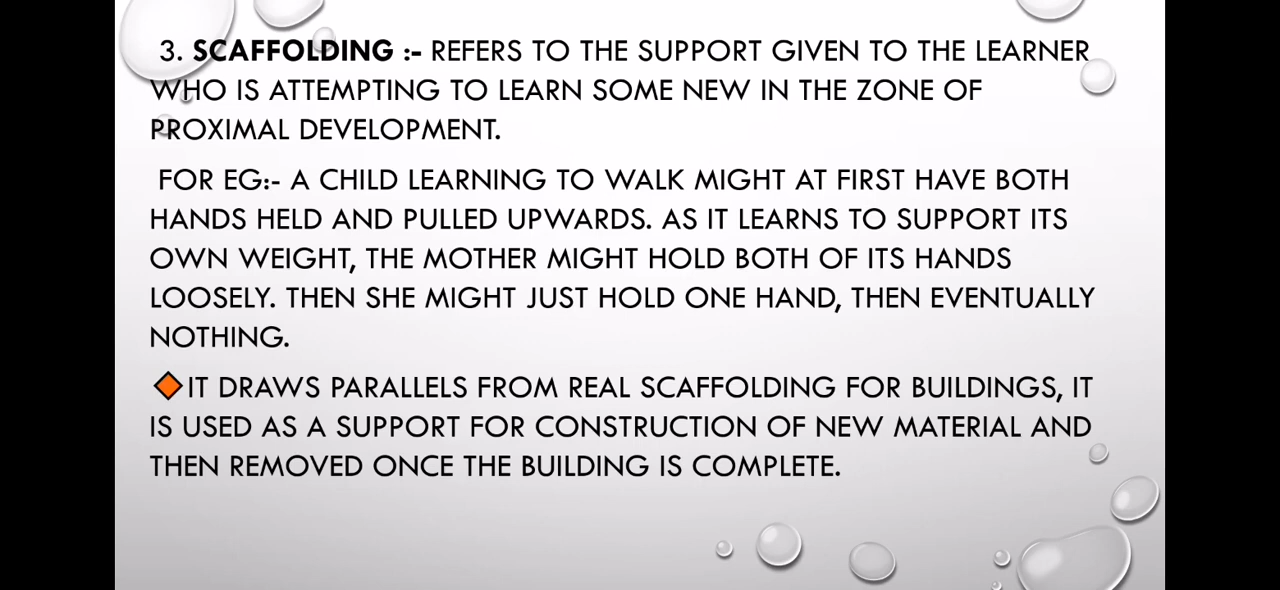 3. SCAFFOLDING :- REFERS TO THE SUPPORT GIVEN TO THE LEARNER
WHO IS ATTEMPTING TO LEARN SOME NEW IN THE ZONE OF
PROXIMAL DEVELOPMENT.
FOR EG:- A CHILD LEARNING TO WALK MIGHT AT FIRST HAVE BOTH
HANDS HELD AND PULLED UPWARDS. AS IT LEARNS TO SUPPORT ITS
OWN WEIGHT, THE MOTHER MIGHT HOLD BOTH OF ITS HANDS
LOOSELY. THEN SHE MIGHT JUST HOLD ONE HAND, THEN EVENTUALLY
NOTHING.
🔶IT DRAWS PARALLELS FROM REAL SCAFFOLDING FOR BUILDINGS, IT
IS USED AS A SUPPORT FOR CONSTRUCTION OF NEW MATERIAL AND
THEN REMOVED ONCE THE BUILDING IS COMPLETE.